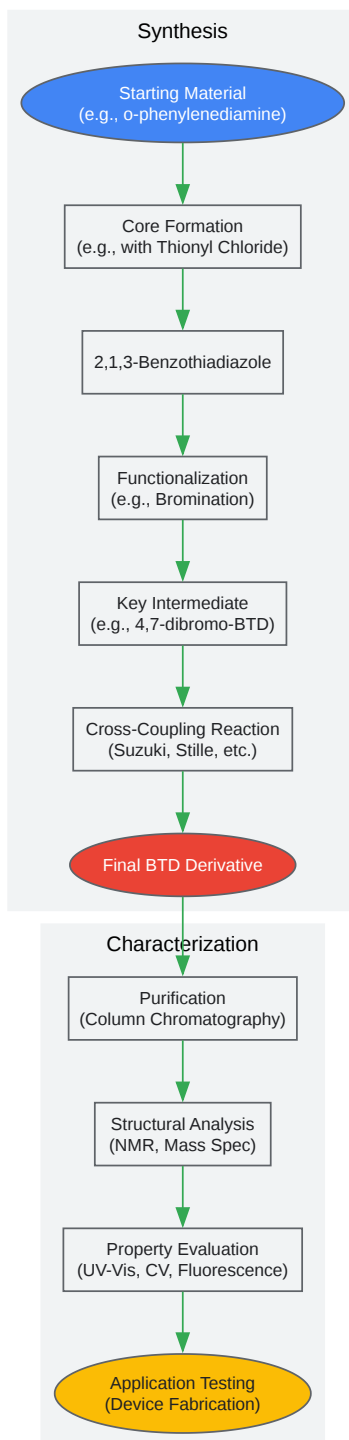 Synthesis
Starting Material
(e.g., o-phenylenediamine)
Core Formation
(e.g., with Thionyl Chloride)
2,1,3-Benzothiadiazole
Functionalization
(e.g., Bromination)
Key Intermediate
(e.g., 4,7-dibromo-BTD)
Cross-Coupling Reaction
(Suzuki, Stille, etc.)
Final BTD Derivative
Characterization
Purification
(Column Chromatography)
Structural Analysis
(NMR, Mass Spec)
Property Evaluation
(UV-Vis, CV, Fluorescence)
Application Testing
(Device Fabrication)